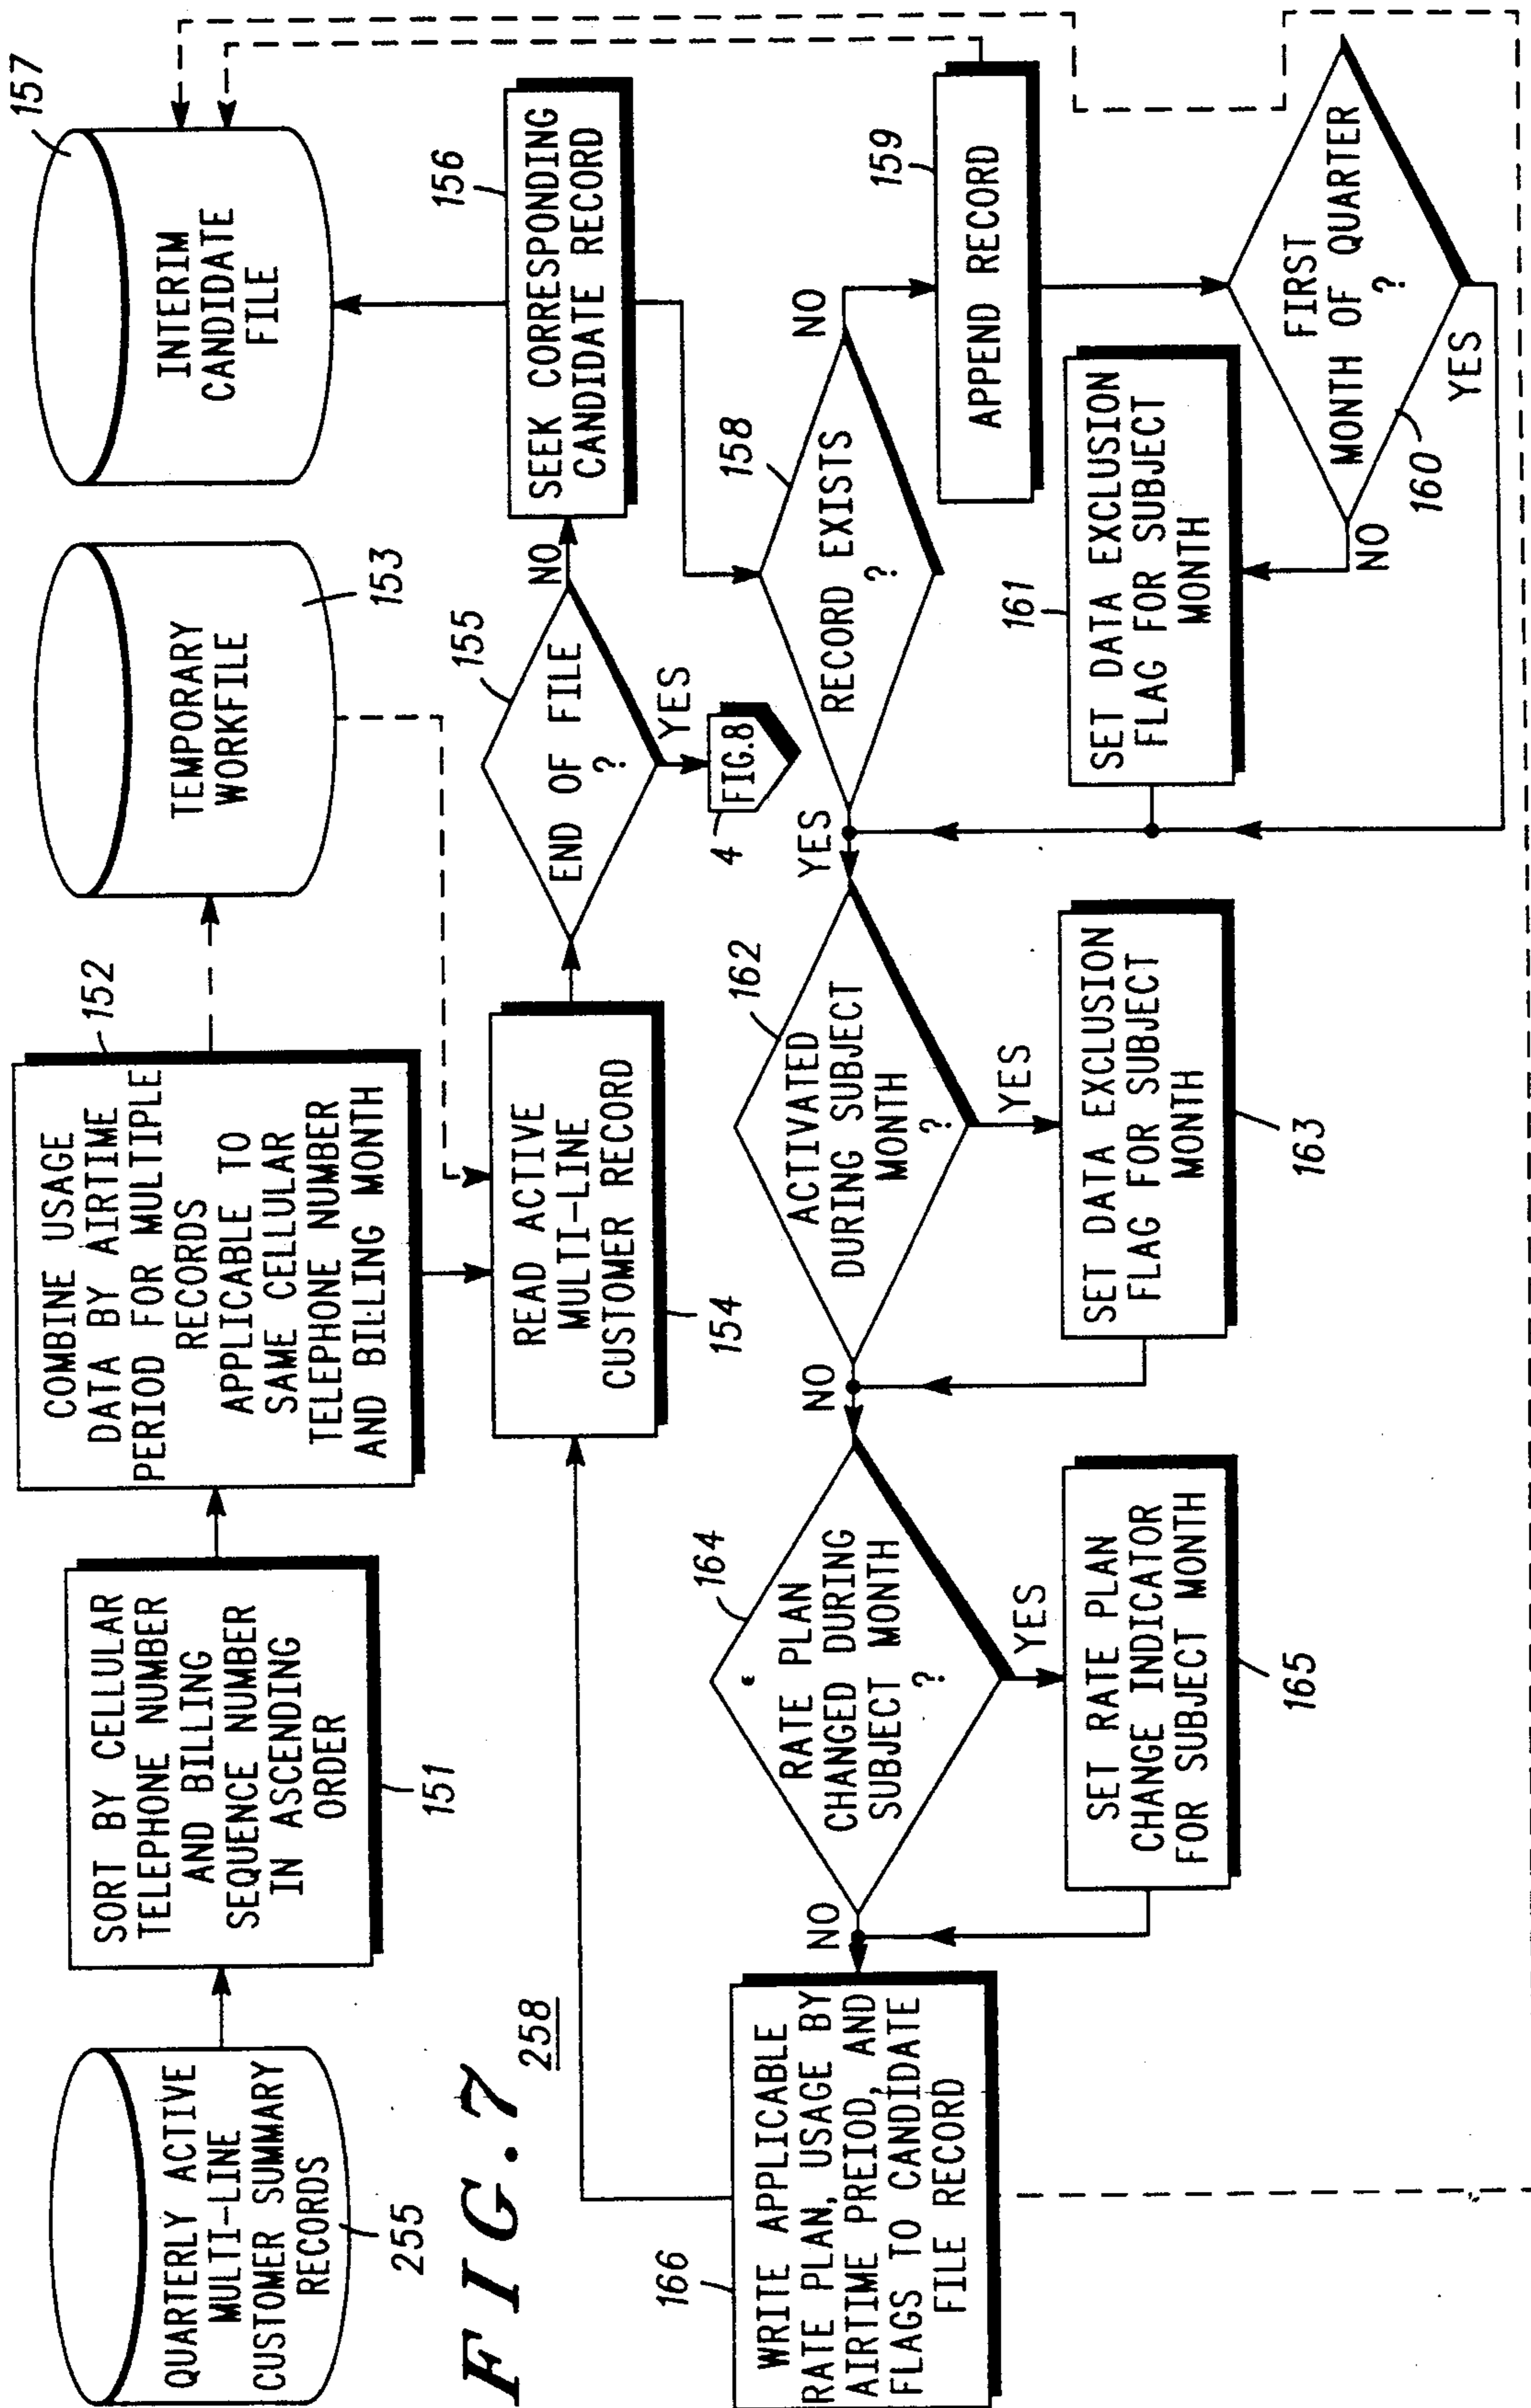 QUARTERLY ACTIVE
MULTI-LINE
CUSTOMER SUMMARY
RECORDS
255
SORT BY CELLULAR
TELEPHONE NUMBER
AND BILLING
SEQUENCE NUMBER
IN ASCENDING
ORDER
151
COMBINE USAGE
DATA BY AIRTIME
PERIOD FOR MULTIPLE
RECORDS
APPLICABLE TO
SAME CELLULAR
TELEPHONE NUMBER
AND BILLING MONTH
152
TEMPORARY
WORKFILE
153
INTERIM
CANDIDATE
FILE
157
FIG.7
258
READ ACTIVE
MULTI-LINE
CUSTOMER RECORD
154
END OF FILE
?
155
NO
YES
4
FIG.8
SEEK CORRESPONDING
CANDIDATE RECORD
156
WRITE APPLICABLE
RATE PLAN, USAGE BY
AIRTIME PREIOD, AND
FLAGS TO CANDIDATE
FILE RECORD
166
NO
RATE PLAN
CHANGED DURING
SUBJECT MONTH
?
164
YES
SET RATE PLAN
CHANGE INDICATOR
FOR SUBJECT MONTH
165
NO
ACTIVATED
DURING SUBJECT
MONTH
?
162
YES
SET DATA EXCLUSION
FLAG FOR SUBJECT
MONTH
163
YES
RECORD EXISTS
?
158
NO
APPEND RECORD
159
SET DATA EXCLUSION
FLAG FOR SUBJECT
MONTH
161
NO
FIRST
MONTH OF QUARTER
?
160
YES